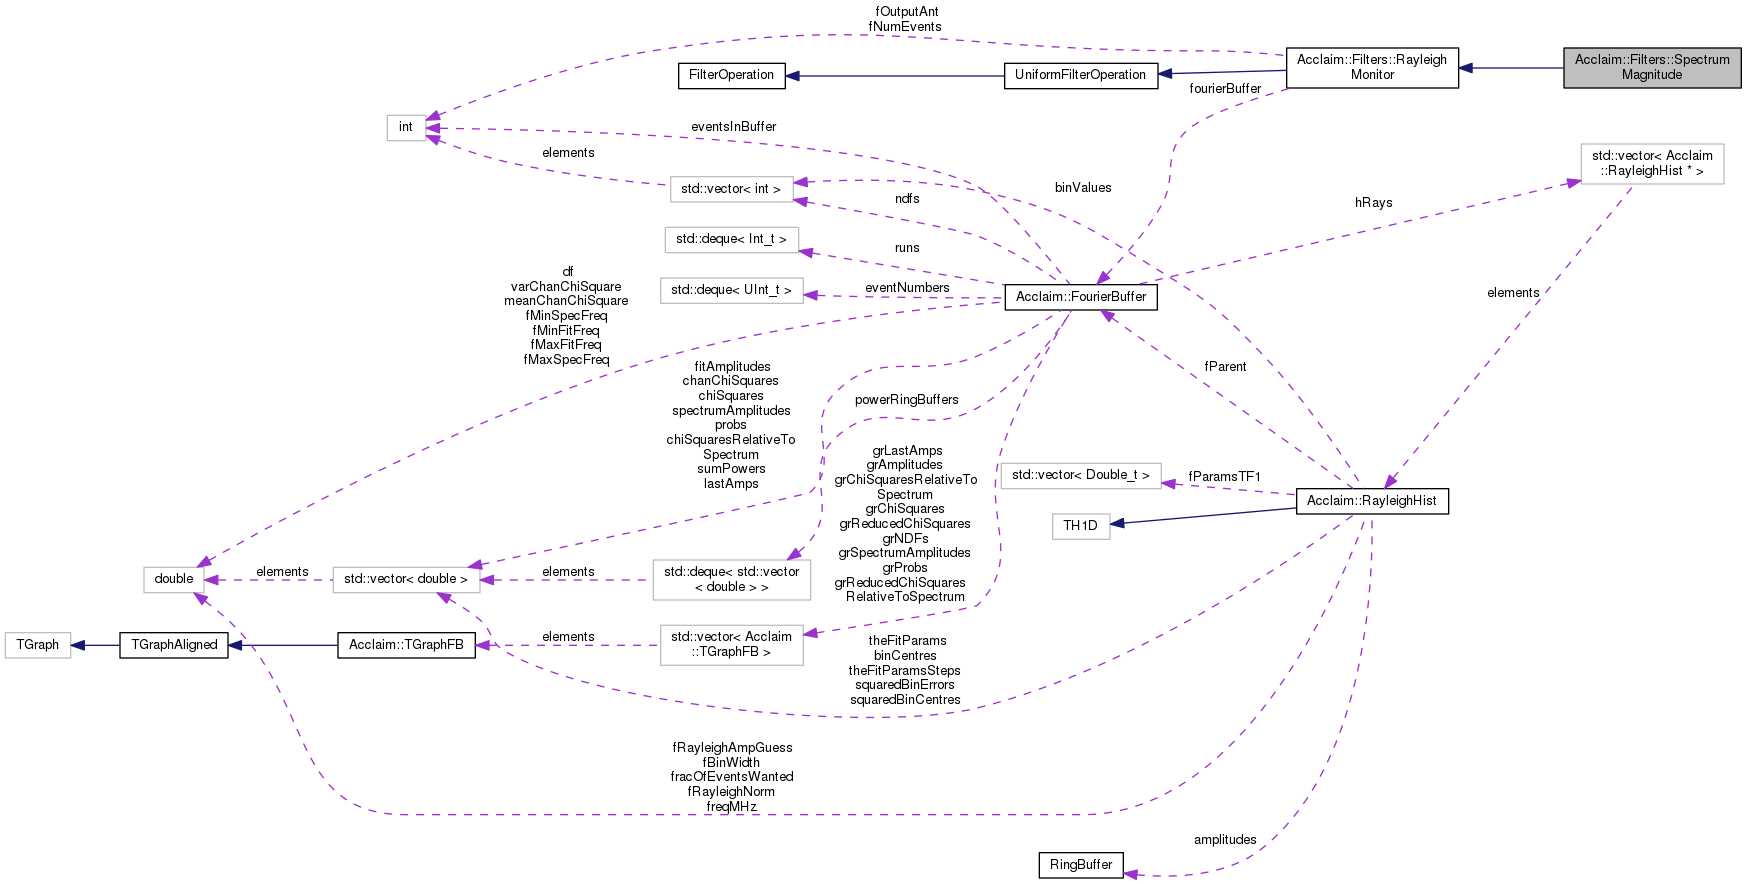 fOutputAnt
fNumEvents
Acclaim::Filters::Rayleigh
Monitor
Acclaim::Filters::Spectrum
Magnitude
FilterOperation
UniformFilterOperation
fourierBuffer
int
eventsInBuffer
elements
std::vector< Acclaim
::RayleighHist * >
std::vector< int >
binValues
ndfs
hRays
std::deque< Int_t >
runs
df
varChanChiSquare
meanChanChiSquare
fMinSpecFreq
fMinFitFreq
fMaxFitFreq
fMaxSpecFreq
std::deque< UInt_t >
eventNumbers
Acclaim::FourierBuffer
elements
fitAmplitudes
chanChiSquares
chiSquares
spectrumAmplitudes
probs
chiSquaresRelativeTo
Spectrum
sumPowers
lastAmps
fParent
powerRingBuffers
grLastAmps
grAmplitudes
grChiSquaresRelativeTo
Spectrum
grChiSquares
grReducedChiSquares
grNDFs
grSpectrumAmplitudes
grProbs
grReducedChiSquares
RelativeToSpectrum
std::vector< Double_t >
fParamsTF1
Acclaim::RayleighHist
TH1D
double
elements
std::vector< double >
elements
std::deque< std::vector
< double > >
TGraph
TGraphAligned
Acclaim::TGraphFB
elements
std::vector< Acclaim
::TGraphFB >
theFitParams
binCentres
theFitParamsSteps
squaredBinErrors
squaredBinCentres
fRayleighAmpGuess
fBinWidth
fracOfEventsWanted
fRayleighNorm
freqMHz
amplitudes
RingBuffer